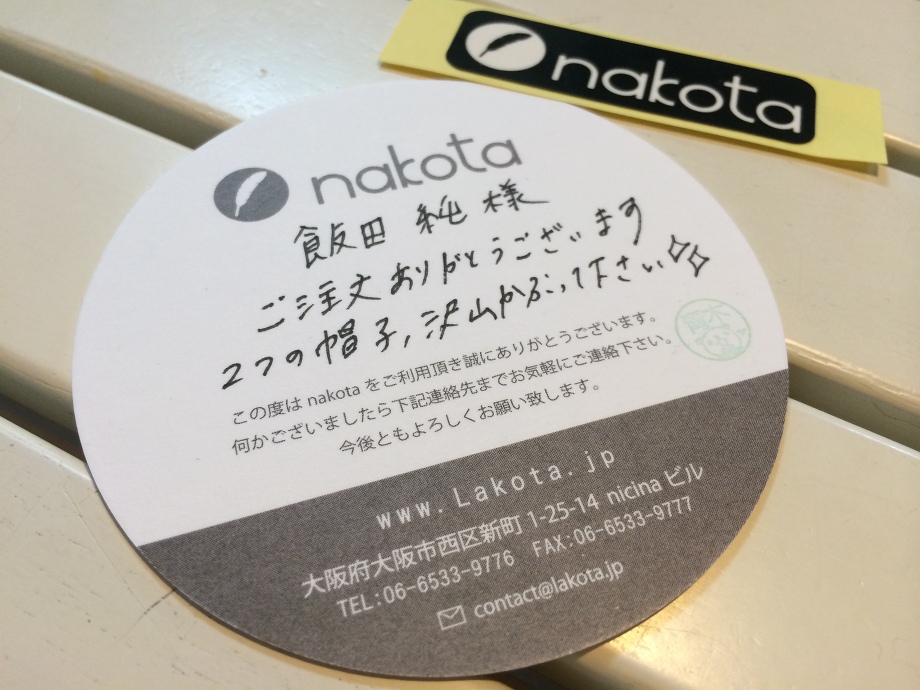 nakota
nakota
飯田 純 様
ご注文ありがとうございます
2つの帽子,沢山かぶって下さい
この度は nakota をご利用頂き誠にありがとうございます。
何かございましたら下記連絡先までお気軽にご連絡下さい。
今後ともよろしくお願い致します。
www.Lakota.jp
大阪府大阪市西区新町 1-25-14 nicina ビル
TEL:06-6533-9776 FAX:06-6533-9777
contact@lakota.jp